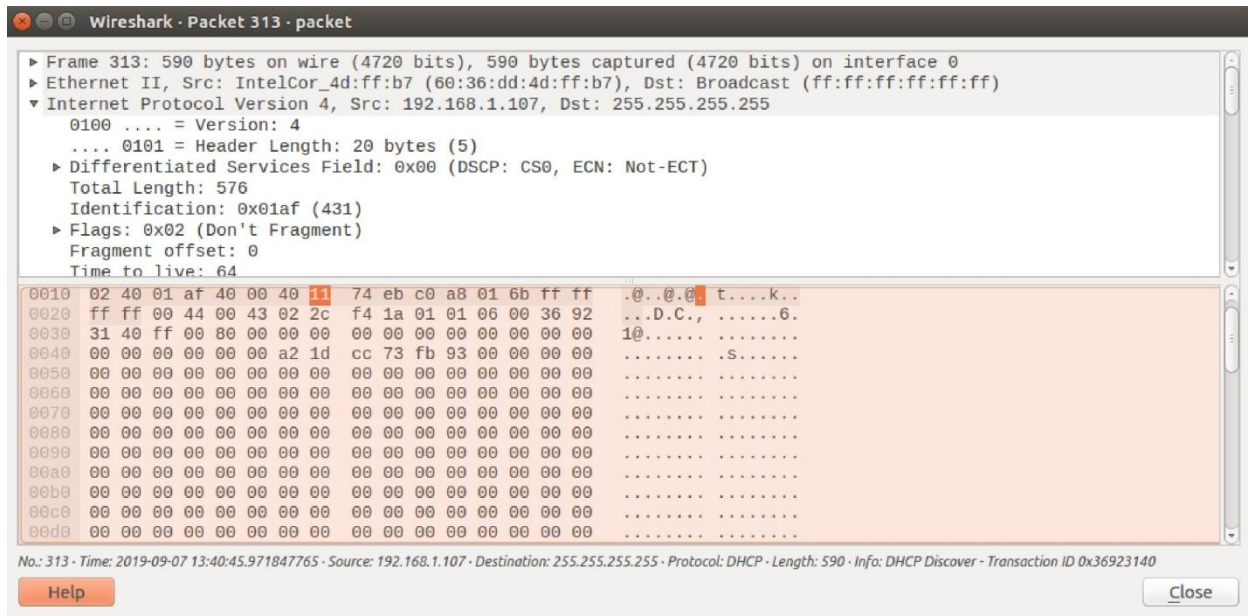 Wireshark · Packet 313 · packet
Frame 313: 590 bytes on wire (4720 bits), 590 bytes captured (4720 bits) on interface 0
Ethernet II, Src: IntelCor_4d:ff:b7 (60:36:dd:4d:ff:b7), Dst: Broadcast (ff:ff:ff:ff:ff:ff)
Internet Protocol Version 4, Src: 192.168.1.107, Dst: 255.255.255.255
0100 .... = Version: 4
.... 0101 = Header Length: 20 bytes (5)
Differentiated Services Field: 0x00 (DSCP: CS0, ECN: Not-ECT)
Total Length: 576
Identification: 0x01af (431)
Flags: 0x02 (Don't Fragment)
Fragment offset: 0
Time to live: 64
0010 02 40 01 af 40 00 40 11 74 eb c0 a8 01 6b ff ff .@..@.@. t....k..
0020 ff ff 00 44 00 43 02 2c f4 1a 01 01 06 00 36 92 ...D.C., ......6.
0030 31 40 ff 00 80 00 00 00 00 00 00 00 00 00 00 00 1@...... ........
0040 00 00 00 00 00 00 a2 1d cc 73 fb 93 00 00 00 00 ........ .s......
0050 00 00 00 00 00 00 00 00 00 00 00 00 00 00 00 00 ........ ........
0060 00 00 00 00 00 00 00 00 00 00 00 00 00 00 00 00 ........ ........
0070 00 00 00 00 00 00 00 00 00 00 00 00 00 00 00 00 ........ ........
0080 00 00 00 00 00 00 00 00 00 00 00 00 00 00 00 00 ........ ........
0090 00 00 00 00 00 00 00 00 00 00 00 00 00 00 00 00 ........ ........
00a0 00 00 00 00 00 00 00 00 00 00 00 00 00 00 00 00 ........ ........
00b0 00 00 00 00 00 00 00 00 00 00 00 00 00 00 00 00 ........ ........
00c0 00 00 00 00 00 00 00 00 00 00 00 00 00 00 00 00 ........ ........
00d0 00 00 00 00 00 00 00 00 00 00 00 00 00 00 00 00 ........ ........
No.: 313 · Time: 2019-09-07 13:40:45.971847765 · Source: 192.168.1.107 · Destination: 255.255.255.255 · Protocol: DHCP · Length: 590 · Info: DHCP Discover - Transaction ID 0x36923140
Help Close